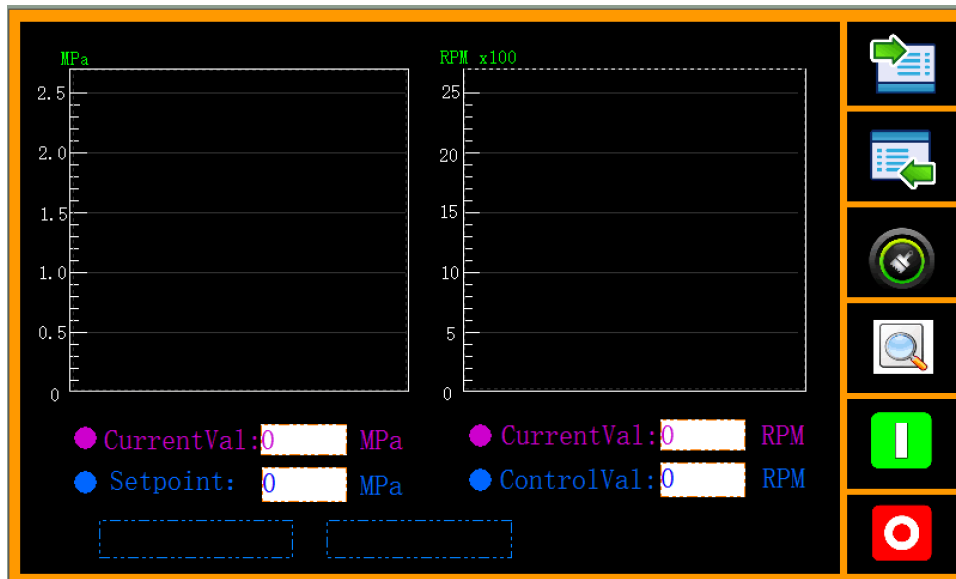 MPa
2.5
2.0
1.5
1.0
0.5
0
RPM x100
25
20
15
10
5
0
CurrentVal:0 MPa
Setpoint: 0 MPa
CurrentVal:0 RPM
ControlVal:0 RPM